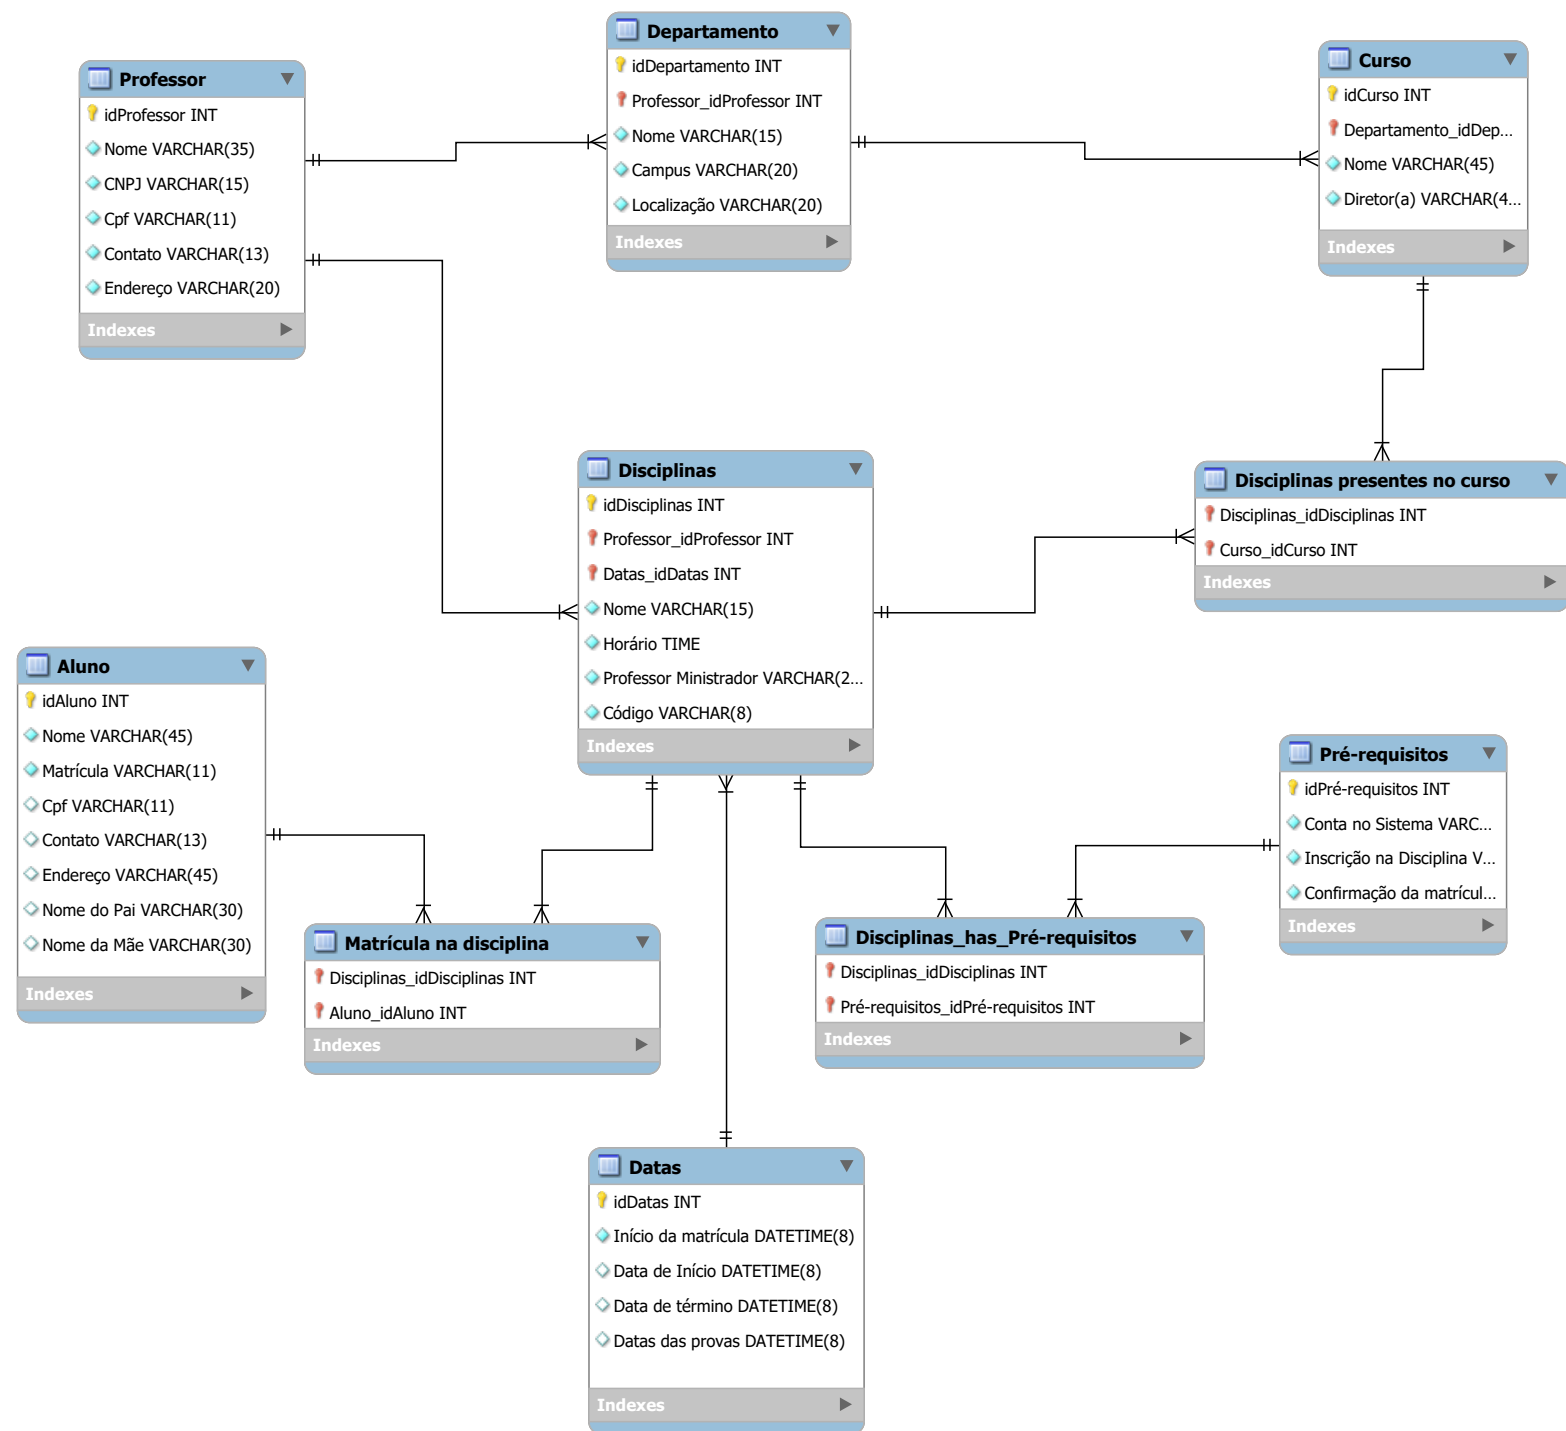 Departamento
idDepartamento INT
Professor_idProfessor INT
Nome VARCHAR(15)
Campus VARCHAR(20)
Localização VARCHAR(20)
Indexes
Curso
idCurso INT
Departamento_idDep...
Nome VARCHAR(45)
Diretor(a) VARCHAR(4...
Indexes
Professor
idProfessor INT
Nome VARCHAR(35)
CNPJ VARCHAR(15)
Cpf VARCHAR(11)
Contato VARCHAR(13)
Endereço VARCHAR(20)
Indexes
Disciplinas
idDisciplinas INT
Professor_idProfessor INT
Datas_idDatas INT
Nome VARCHAR(15)
Horário TIME
Professor Ministrador VARCHAR(2...
Código VARCHAR(8)
Indexes
Disciplinas presentes no curso
Disciplinas_idDisciplinas INT
Curso_idCurso INT
Indexes
Aluno
idAluno INT
Nome VARCHAR(45)
Matrícula VARCHAR(11)
Cpf VARCHAR(11)
Contato VARCHAR(13)
Endereço VARCHAR(45)
Nome do Pai VARCHAR(30)
Nome da Mãe VARCHAR(30)
Indexes
Pré-requisitos
idPré-requisitos INT
Conta no Sistema VARC...
Inscrição na Disciplina V...
Confirmação da matrícul...
Indexes
Matrícula na disciplina
Disciplinas_idDisciplinas INT
Aluno_idAluno INT
Indexes
Disciplinas_has_Pré-requisitos
Disciplinas_idDisciplinas INT
Pré-requisitos_idPré-requisitos INT
Indexes
Datas
idDatas INT
Início da matrícula DATETIME(8)
Data de Início DATETIME(8)
Data de término DATETIME(8)
Datas das provas DATETIME(8)
Indexes